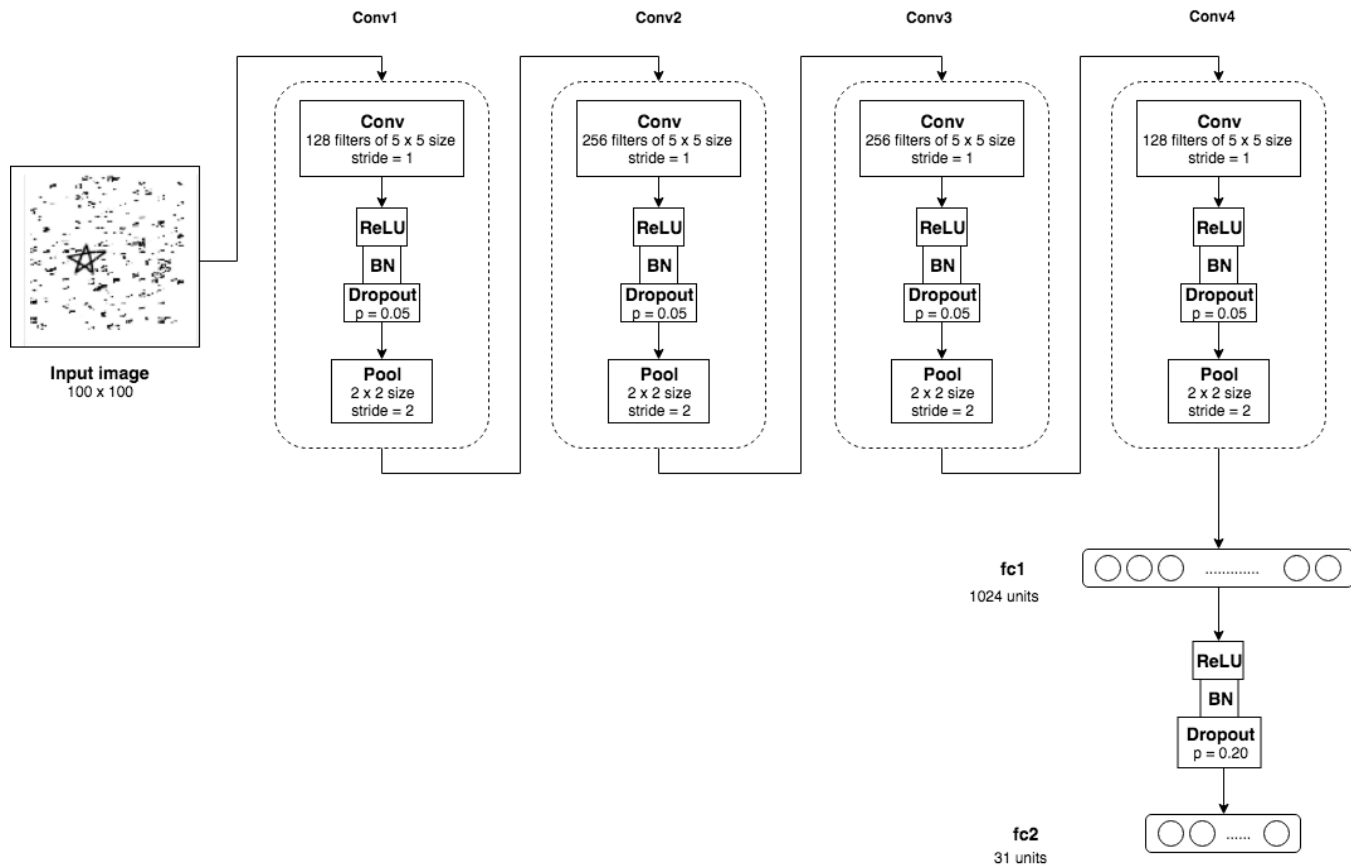 Conv1
Conv2
Conv3
Conv4
Conv
128 filters of 5 x 5 size
stride = 1
ReLU
BN
Dropout
p = 0.05
Pool
2 x 2 size
stride = 2
Conv
256 filters of 5 x 5 size
stride = 1
ReLU
BN
Dropout
p = 0.05
Pool
2 x 2 size
stride = 2
Conv
256 filters of 5 x 5 size
stride = 1
ReLU
BN
Dropout
p = 0.05
Pool
2 x 2 size
stride = 2
Conv
128 filters of 5 x 5 size
stride = 1
ReLU
BN
Dropout
p = 0.05
Pool
2 x 2 size
stride = 2
Input image
100 x 100
fc1
1024 units
.............
ReLU
BN
Dropout
p = 0.20
fc2
31 units
......